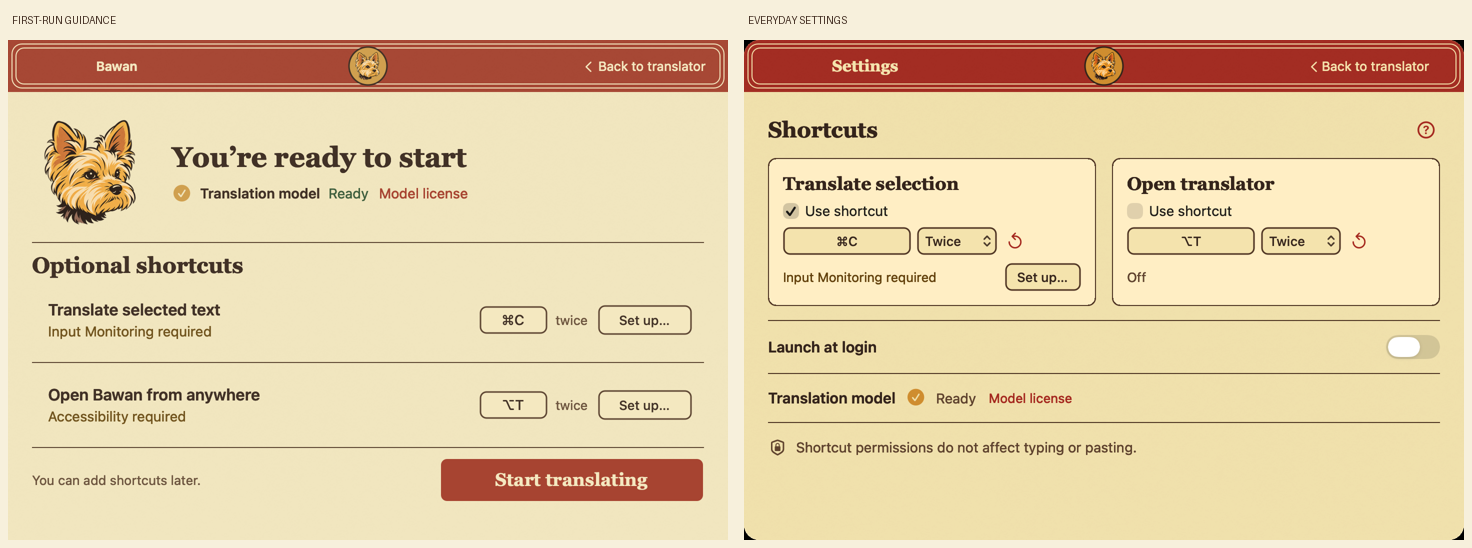 FIRST-RUN GUIDANCE
Bawan
Back to translator
You’re ready to start
Translation model Ready Model license
Optional shortcuts
Translate selected text
Input Monitoring required
⌘C twice Set up...
Open Bawan from anywhere
Accessibility required
⌥T twice Set up...
You can add shortcuts later.
Start translating
EVERYDAY SETTINGS
Settings
Back to translator
Shortcuts
?
Translate selection
Use shortcut
⌘C Twice
Input Monitoring required Set up...
Open translator
Use shortcut
⌥T Twice
Off
Launch at login
Translation model Ready Model license
Shortcut permissions do not affect typing or pasting.